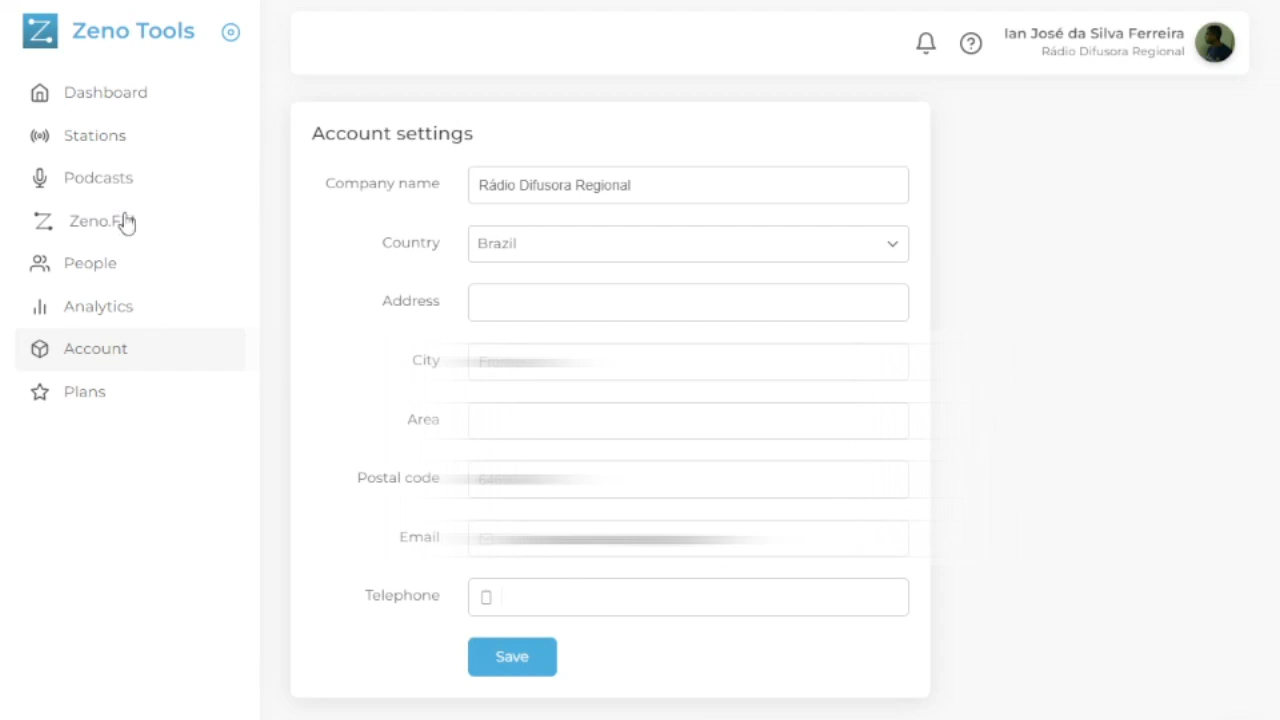 Zeno Tools
Dashboard
Stations
Podcasts
People
Analytics
Account
Plans
Ian José da Silva Ferreira
Rádio Difusora Regional
Account settings
Company name
Rádio Difusora Regional
Country
Brazil
Address
City
Area
Postal code
Email
Telephone
Save